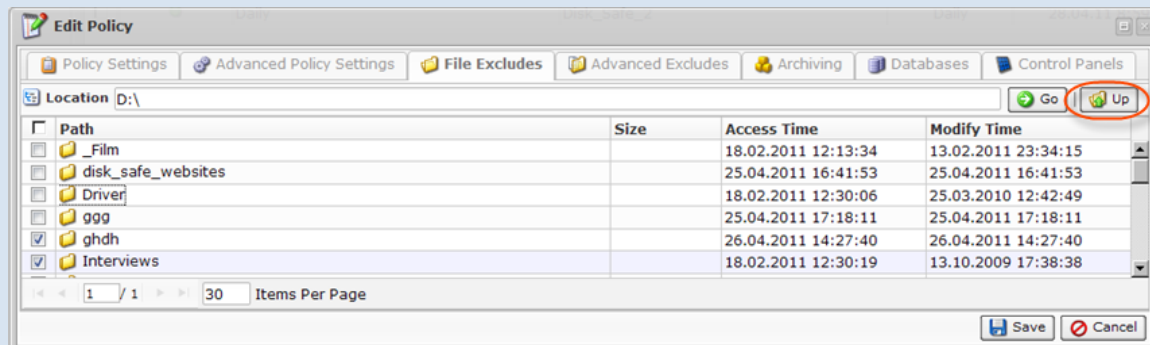 Daily Disk_Safe_2 Daily
Edit Policy
Policy Settings Advanced Policy Settings File Excludes Advanced Excludes Archiving Databases Control Panels
Location D:\ Go Up
Path Size Access Time Modify Time
_Film 18.02.2011 12:13:34 13.02.2011 23:34:15
disk_safe_websites 25.04.2011 16:41:53 25.04.2011 16:41:53
Driver 18.02.2011 12:30:06 25.03.2010 12:42:49
ggg 25.04.2011 17:18:11 25.04.2011 17:18:11
ghdh 26.04.2011 14:27:40 26.04.2011 14:27:40
Interviews 18.02.2011 12:30:19 13.10.2009 17:38:38
1 / 1 30 Items Per Page
Save Cancel